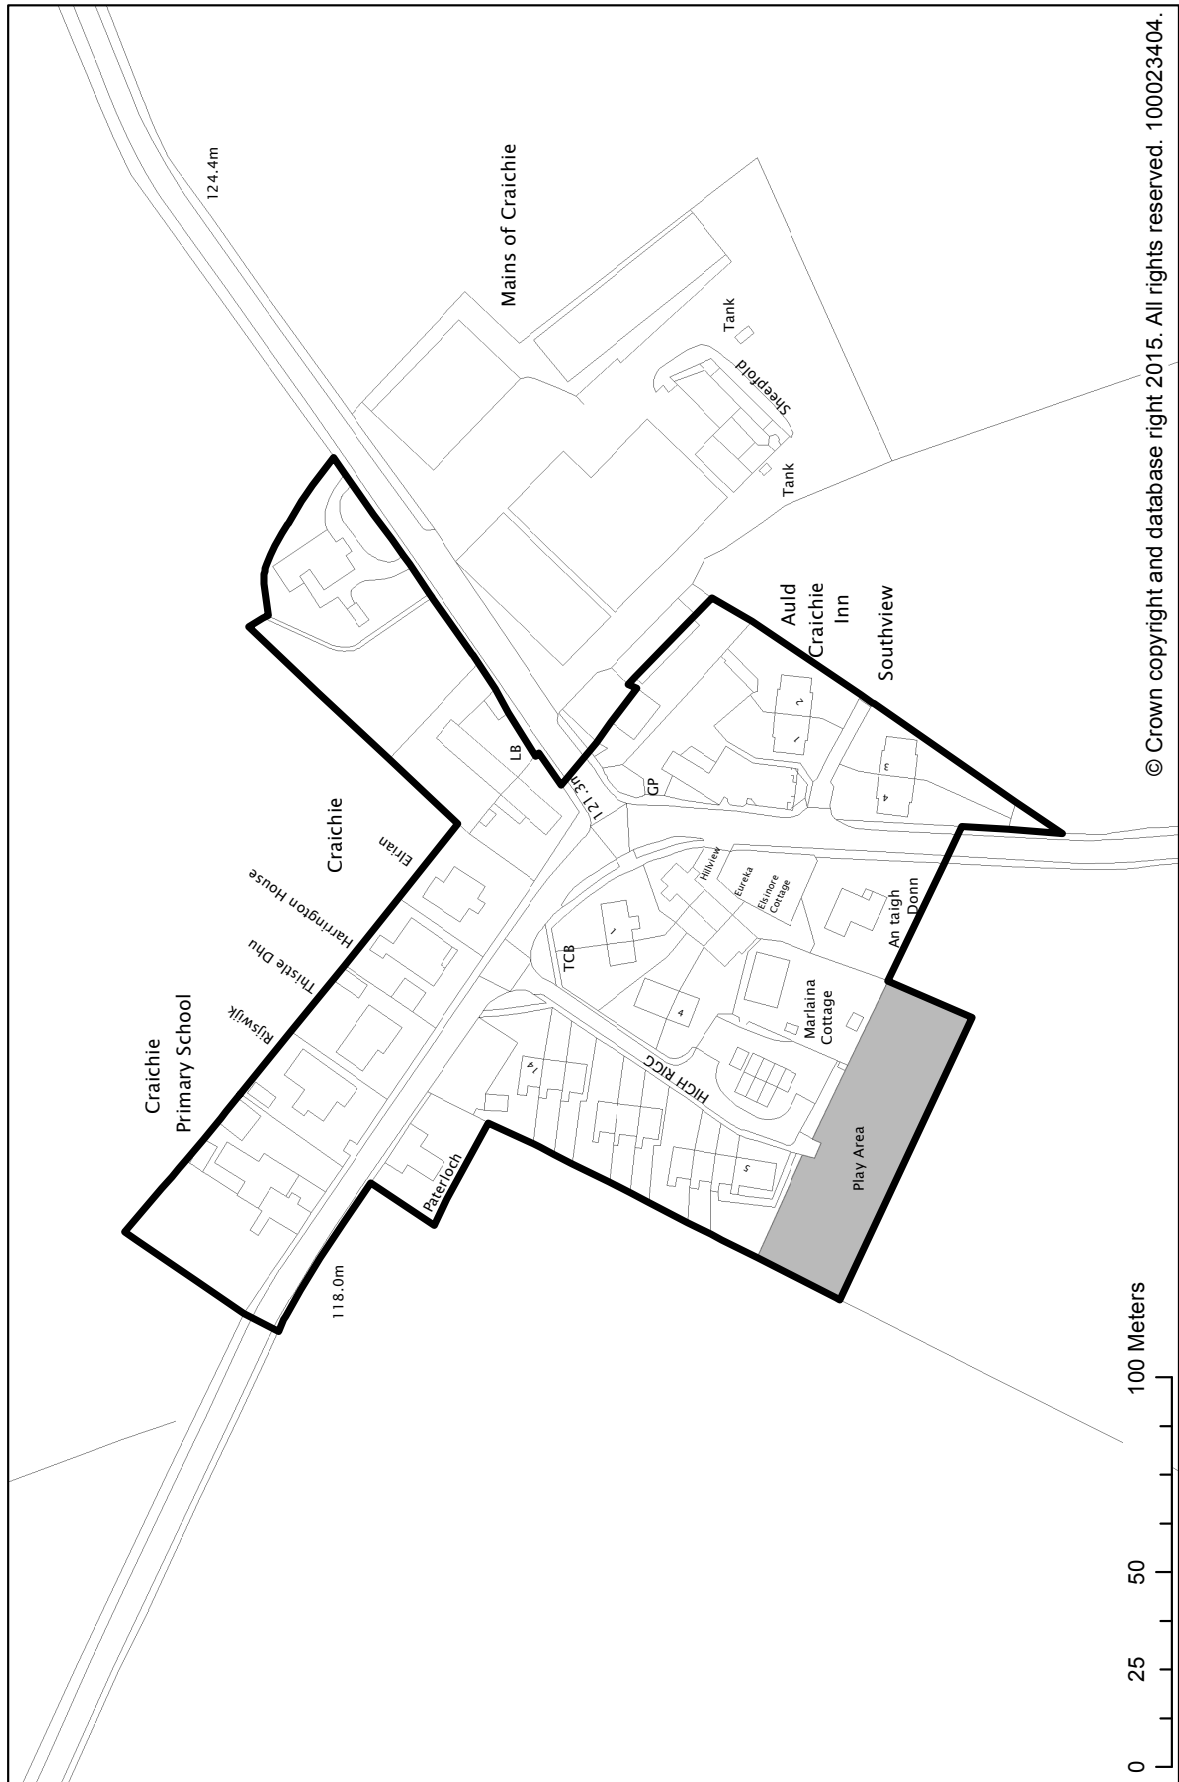 124.4m
Mains of Craichie
Tank
Sheepfold
Tank
Craichie
Elrian
Harrington House
Thistle Dhu
Rijswijk
Craichie
Primary School
LB
121.3m
GP
Auld
Craichie
Inn
Southview
1
2
3
4
Hillview
Eureka
Elsinore
Cottage
An taigh
Donn
TCB
1
4
Marlaina
Cottage
HIGH RIGG
14
5
Paterloch
Play Area
118.0m
0
25
50
100 Meters
© Crown copyright and database right 2015. All rights reserved. 100023404.